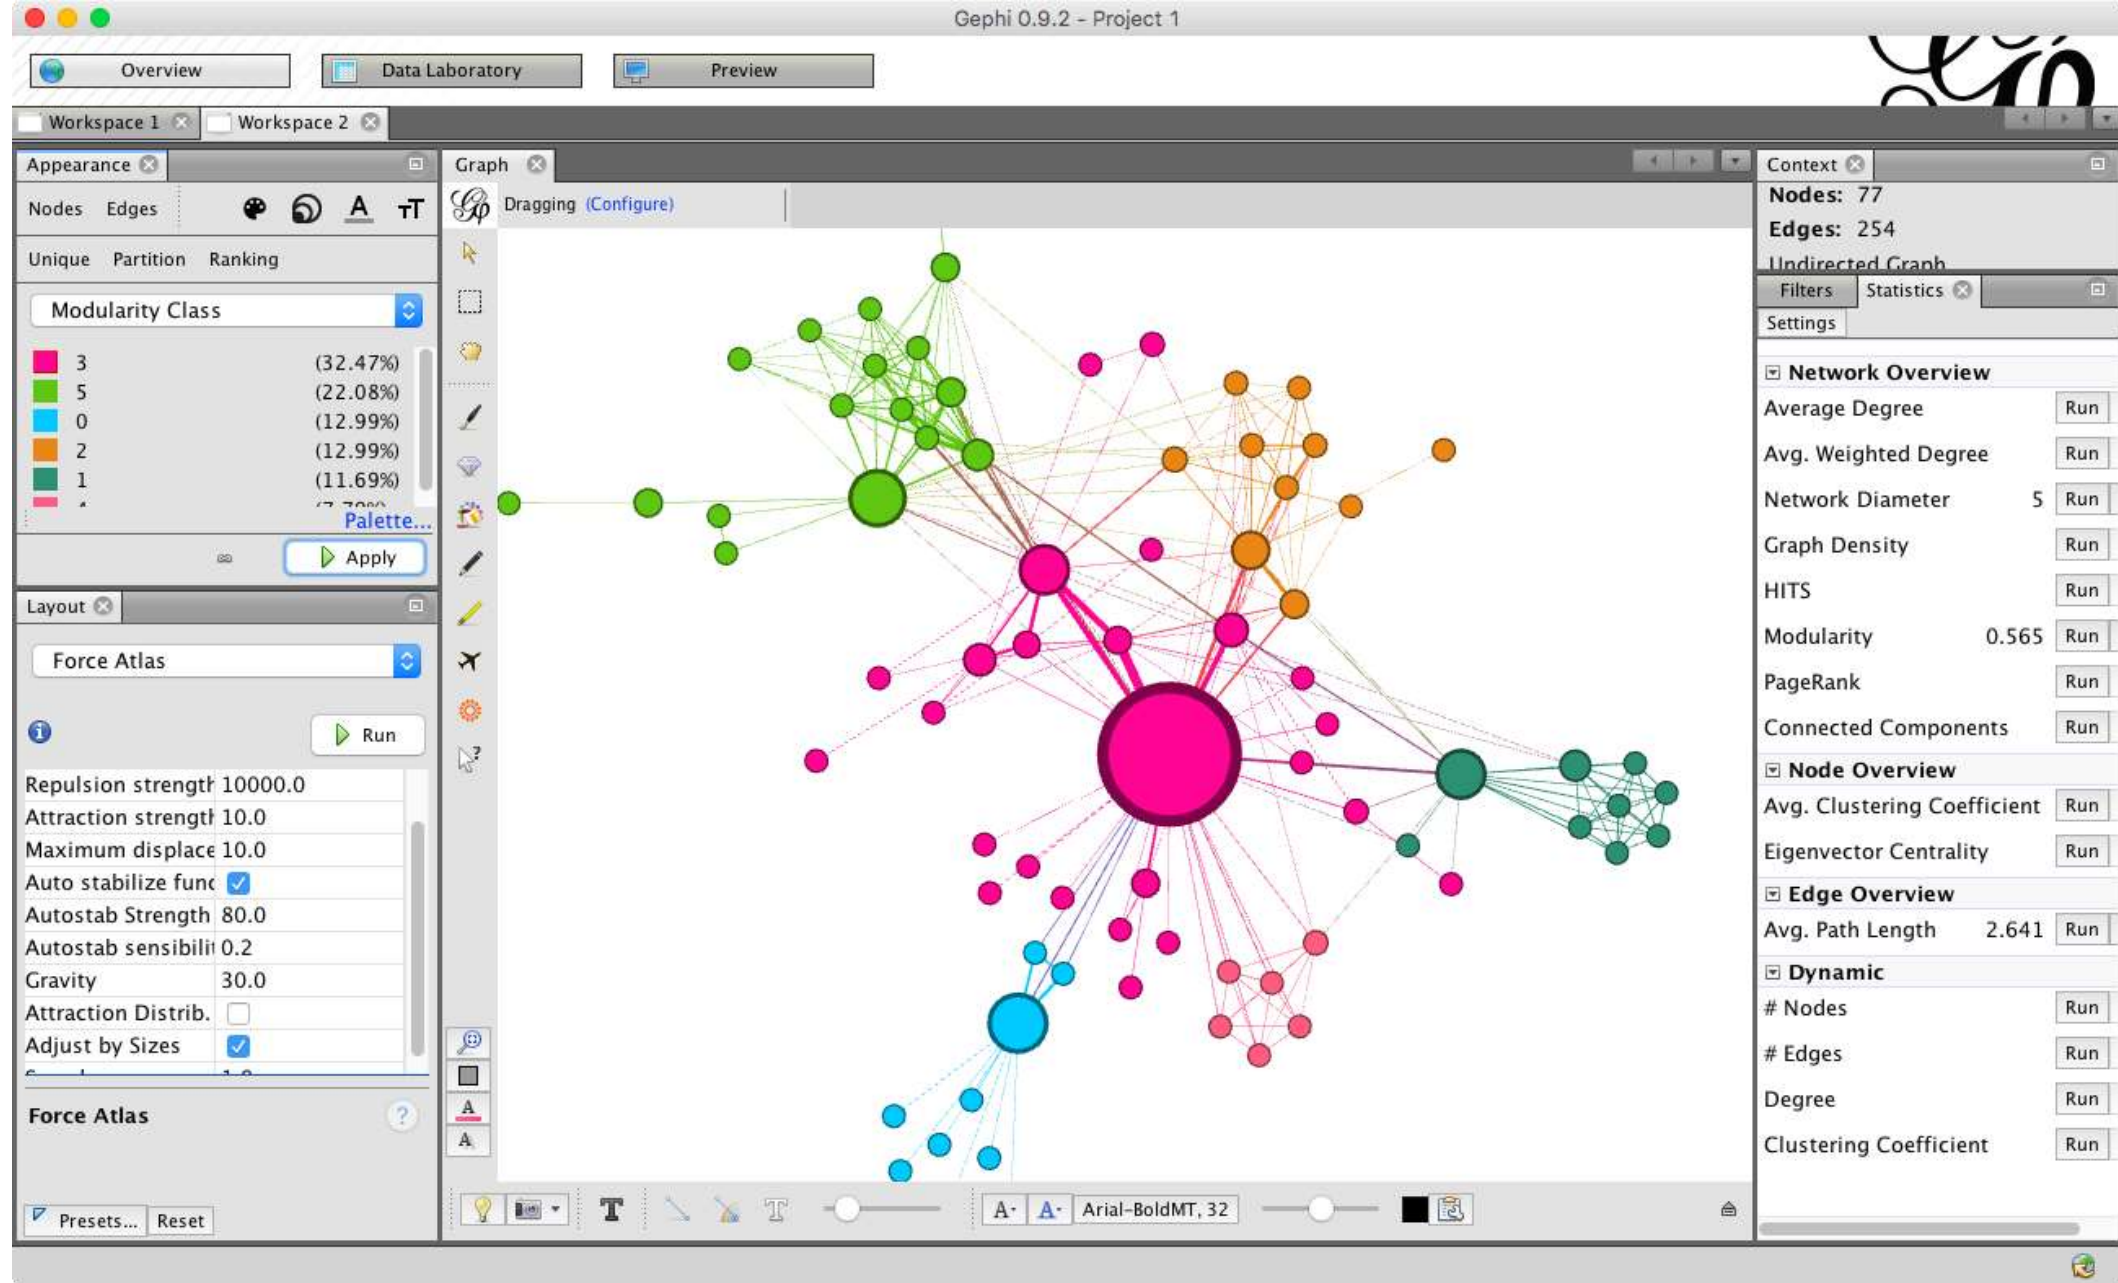 Gephi 0.9.2 - Project 1
Overview
Data Laboratory
Preview
Workspace 1
Workspace 2
Appearance
Nodes Edges
Unique Partition Ranking
Modularity Class
3 (32.47%)
5 (22.08%)
0 (12.99%)
2 (12.99%)
1 (11.69%)
Palette...
Apply
Layout
Force Atlas
Run
Repulsion strength 10000.0
Attraction strength 10.0
Maximum displace 10.0
Auto stabilize func
Autostab Strength 80.0
Autostab sensibilit 0.2
Gravity 30.0
Attraction Distrib.
Adjust by Sizes
Force Atlas
Presets... Reset
Graph
Dragging (Configure)
Arial-BoldMT, 32
Context
Nodes: 77
Edges: 254
Undirected Graph
Filters Statistics
Settings
Network Overview
Average Degree Run
Avg. Weighted Degree Run
Network Diameter 5 Run
Graph Density Run
HITS Run
Modularity 0.565 Run
PageRank Run
Connected Components Run
Node Overview
Avg. Clustering Coefficient Run
Eigenvector Centrality Run
Edge Overview
Avg. Path Length 2.641 Run
Dynamic
# Nodes Run
# Edges Run
Degree Run
Clustering Coefficient Run